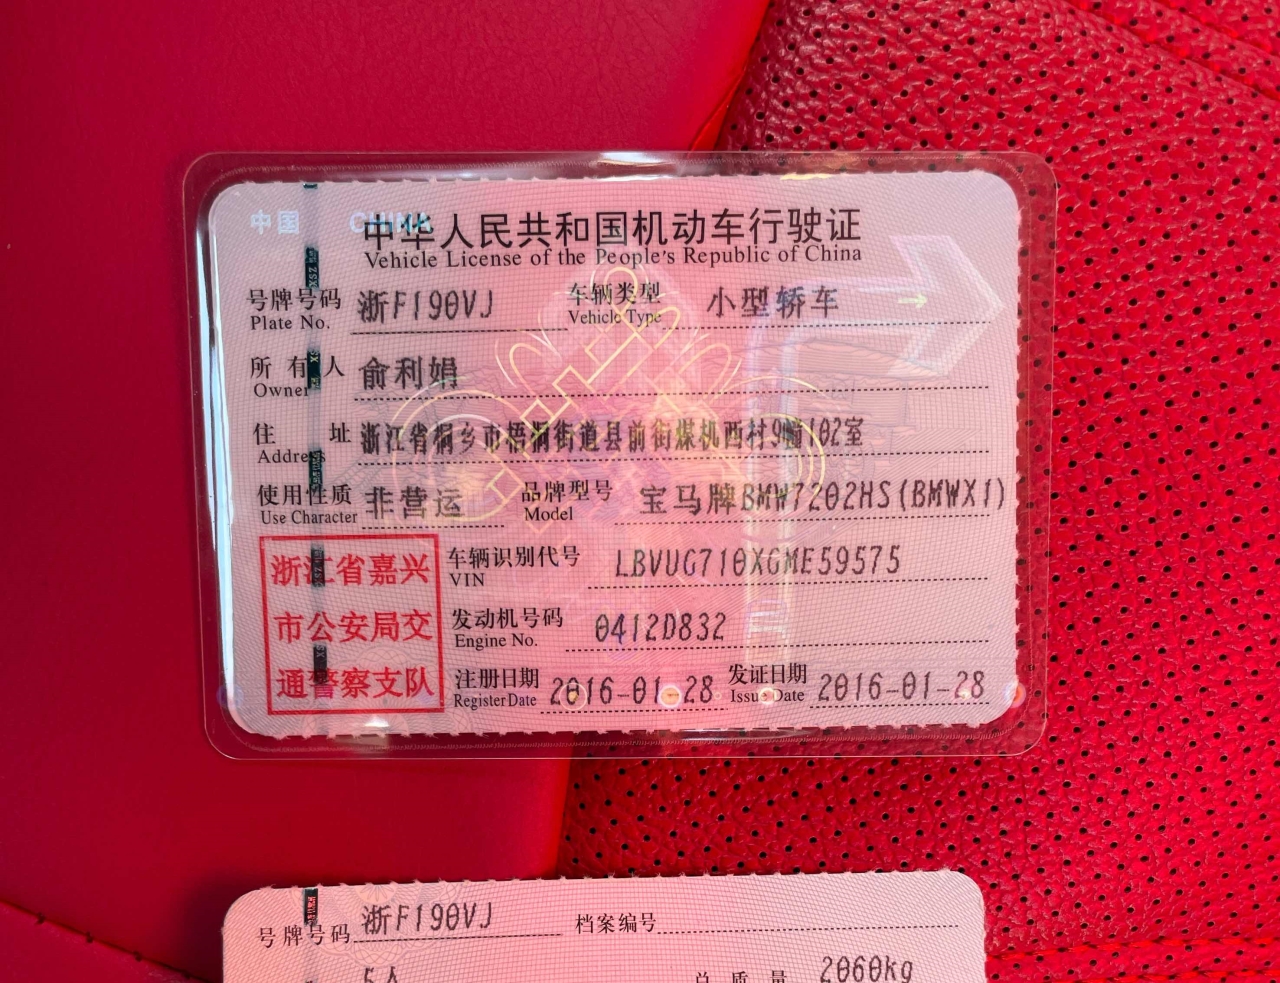 中国 CHINA
中华人民共和国机动车行驶证
Vehicle License of the People's Republic of China
号牌号码 浙F190VJ 车辆类型 小型轿车
Plate No. Vehicle Type
所有人 俞利娟
Owner
住址 浙江省桐乡市梧桐街道县前街煤机西村9幢102室
Address
使用性质 非营运 品牌型号 宝马牌BMW7202HS(BMWX1)
Use Character Model
浙江省嘉兴
市公安局交
通警察支队
车辆识别代号 LBVUG710XGME59575
VIN
发动机号码 0412D832
Engine No.
注册日期 2016-01-28 发证日期 2016-01-28
Register Date Issue Date
号牌号码 浙F190VJ 档案编号
5人 总质量 2060kg